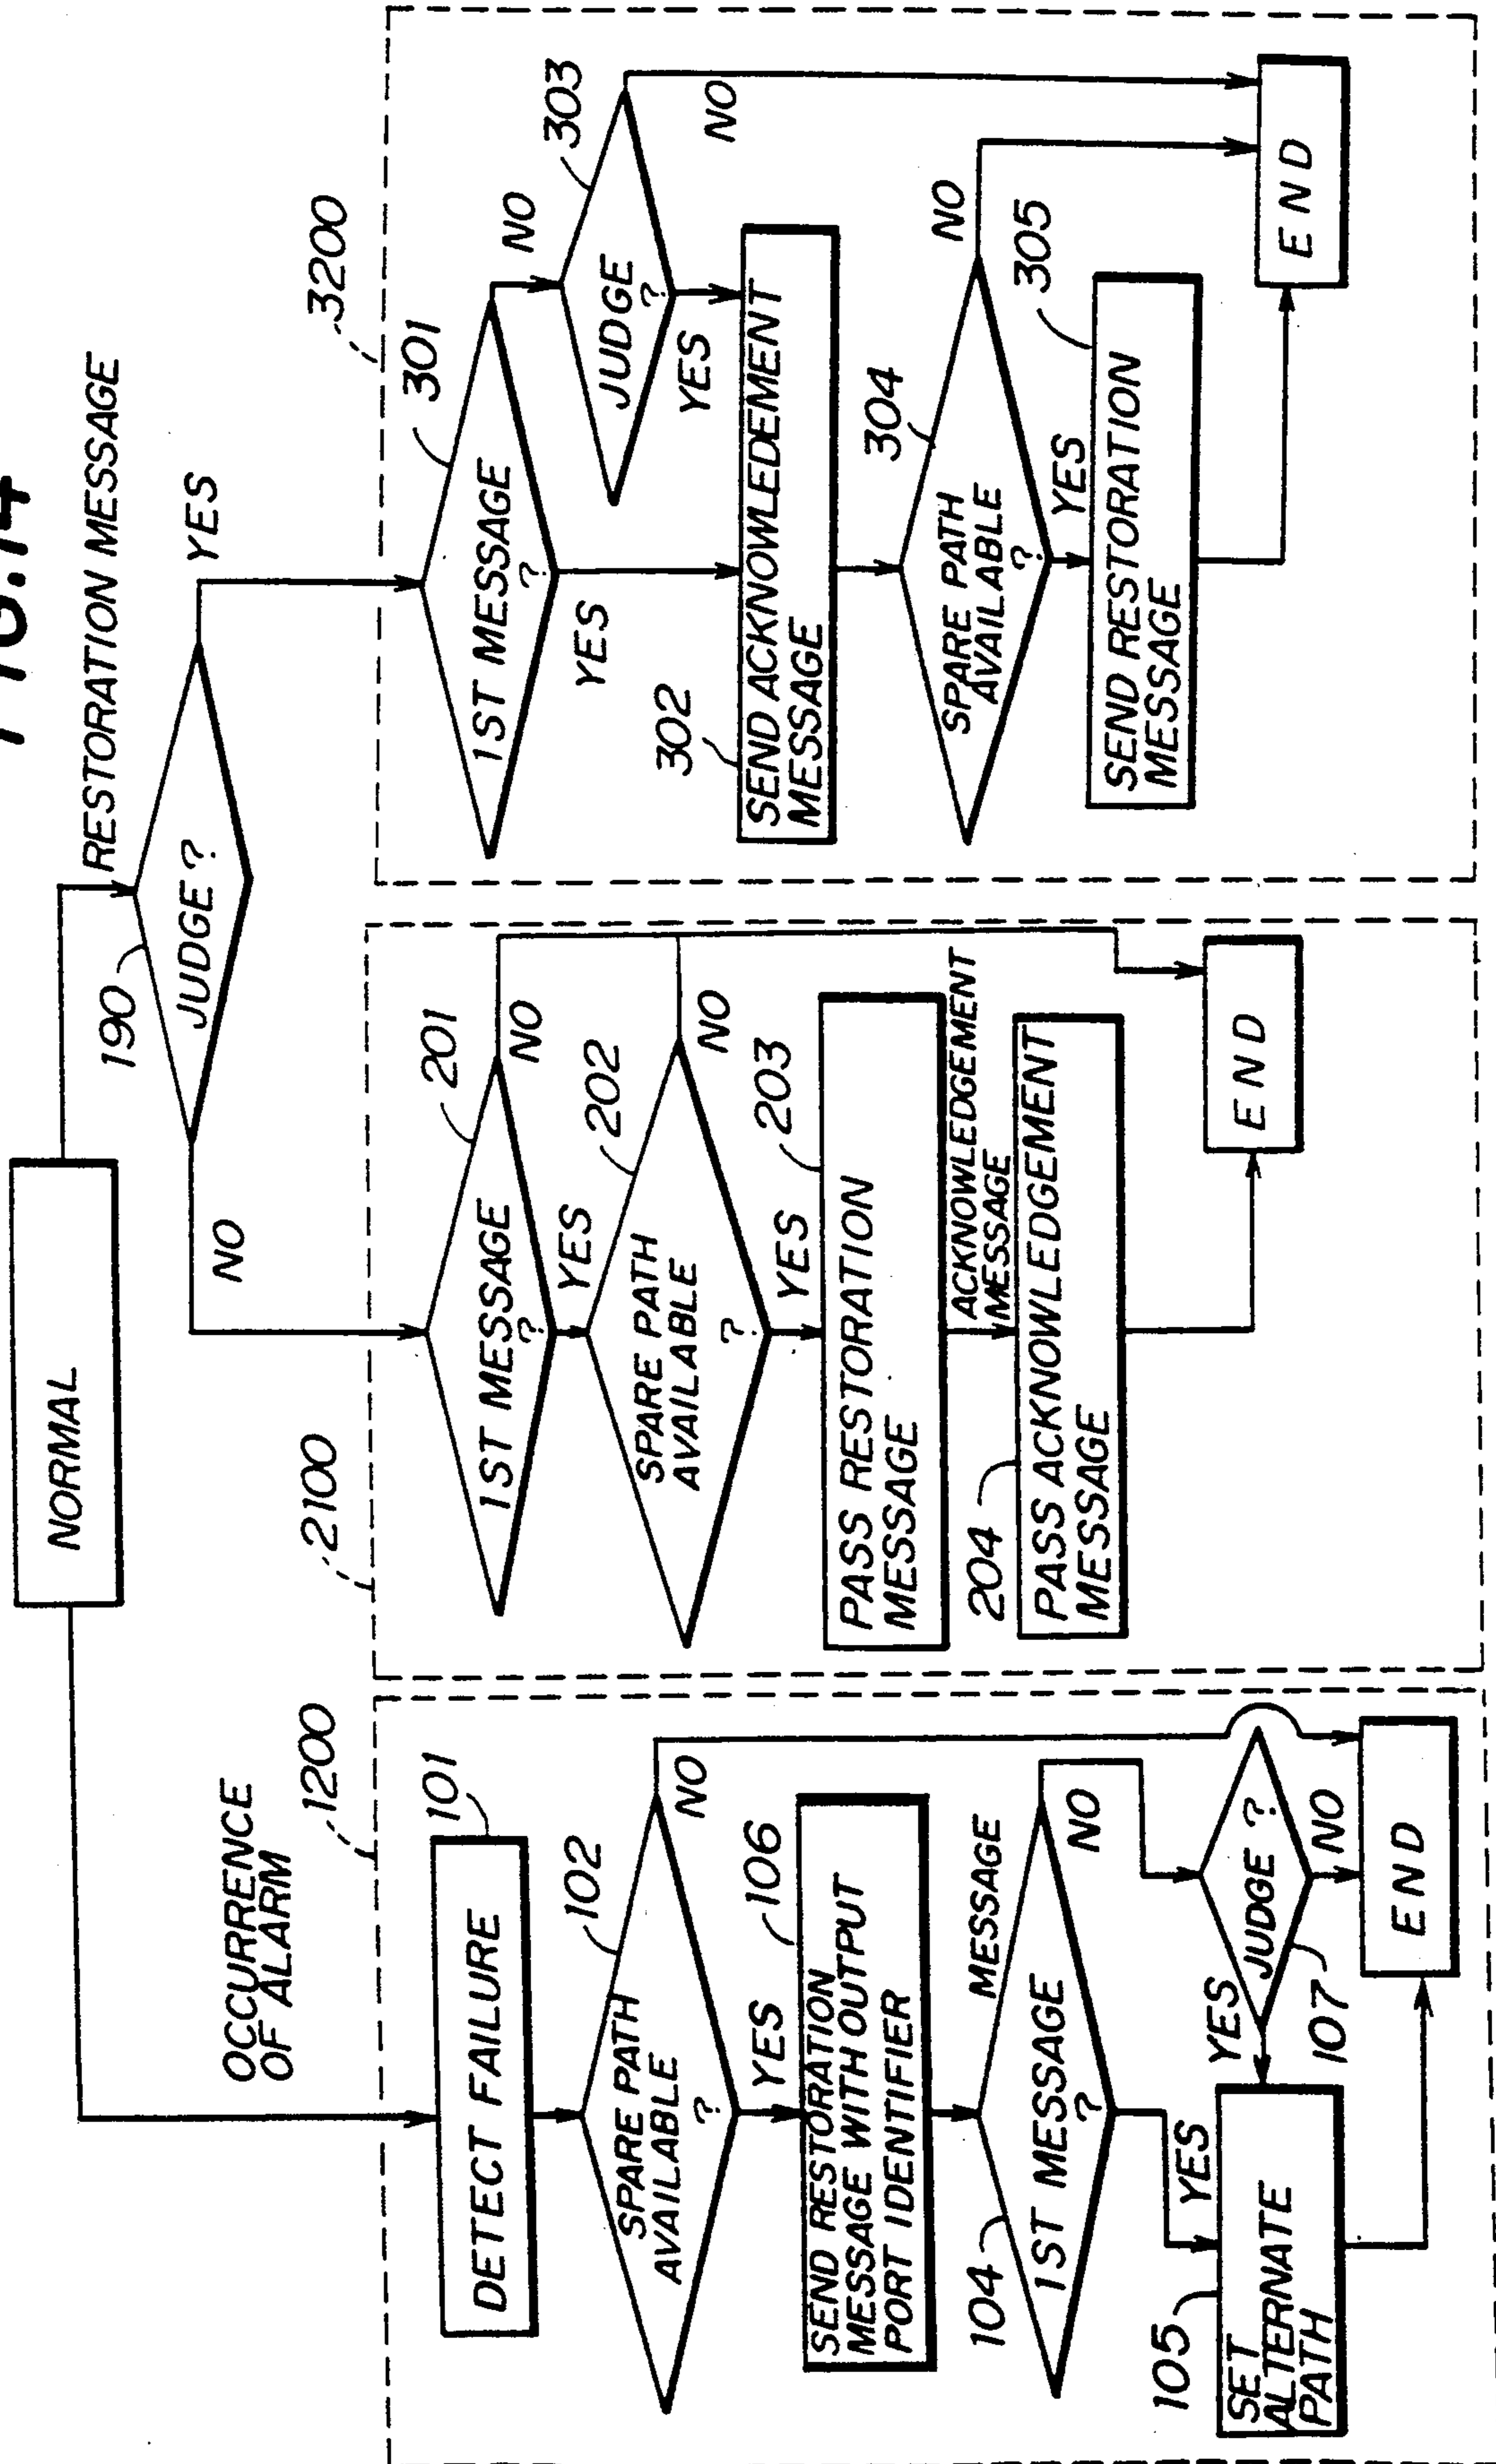 FIG.14
NORMAL
RESTORATION MESSAGE
190
JUDGE?
NO
YES
OCCURRENCE
OF ALARM
1200
101
DETECT FAILURE
102
SPARE PATH
AVAILABLE
?
NO
YES
106
SEND RESTORATION
MESSAGE WITH OUTPUT
PORT IDENTIFIER
MESSAGE
104
1ST MESSAGE
?
NO
YES
JUDGE ?
YES
107
NO
105
SET
ALTERNATE
PATH
END
2100
201
1ST MESSAGE
?
NO
YES
202
SPARE PATH
AVAILABLE
?
NO
YES
203
PASS RESTORATION
MESSAGE
ACKNOWLEDGEMENT
MESSAGE
204
PASS ACKNOWLEDGEMENT
MESSAGE
END
3200
301
1ST MESSAGE
?
NO
YES
303
JUDGE
?
NO
YES
302
SEND ACKNOWLEDEMENT
MESSAGE
304
SPARE PATH
AVAILABLE
?
NO
YES
305
SEND RESTORATION
MESSAGE
END